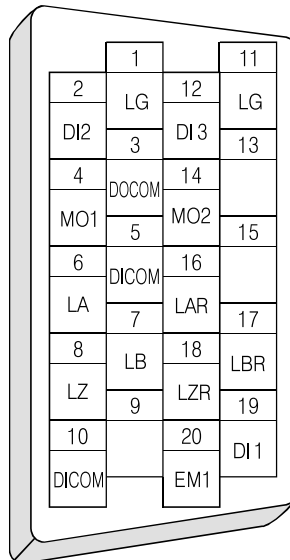 1 11
2 LG 12 LG
DI2 3 DI3 13
4 DOCOM 14
MO1 5 MO2 15
6 DICOM 16
LA 7 LAR 17
8 LB 18 LBR
LZ 9 LZR 19
10 20 DI1
DICOM EM1